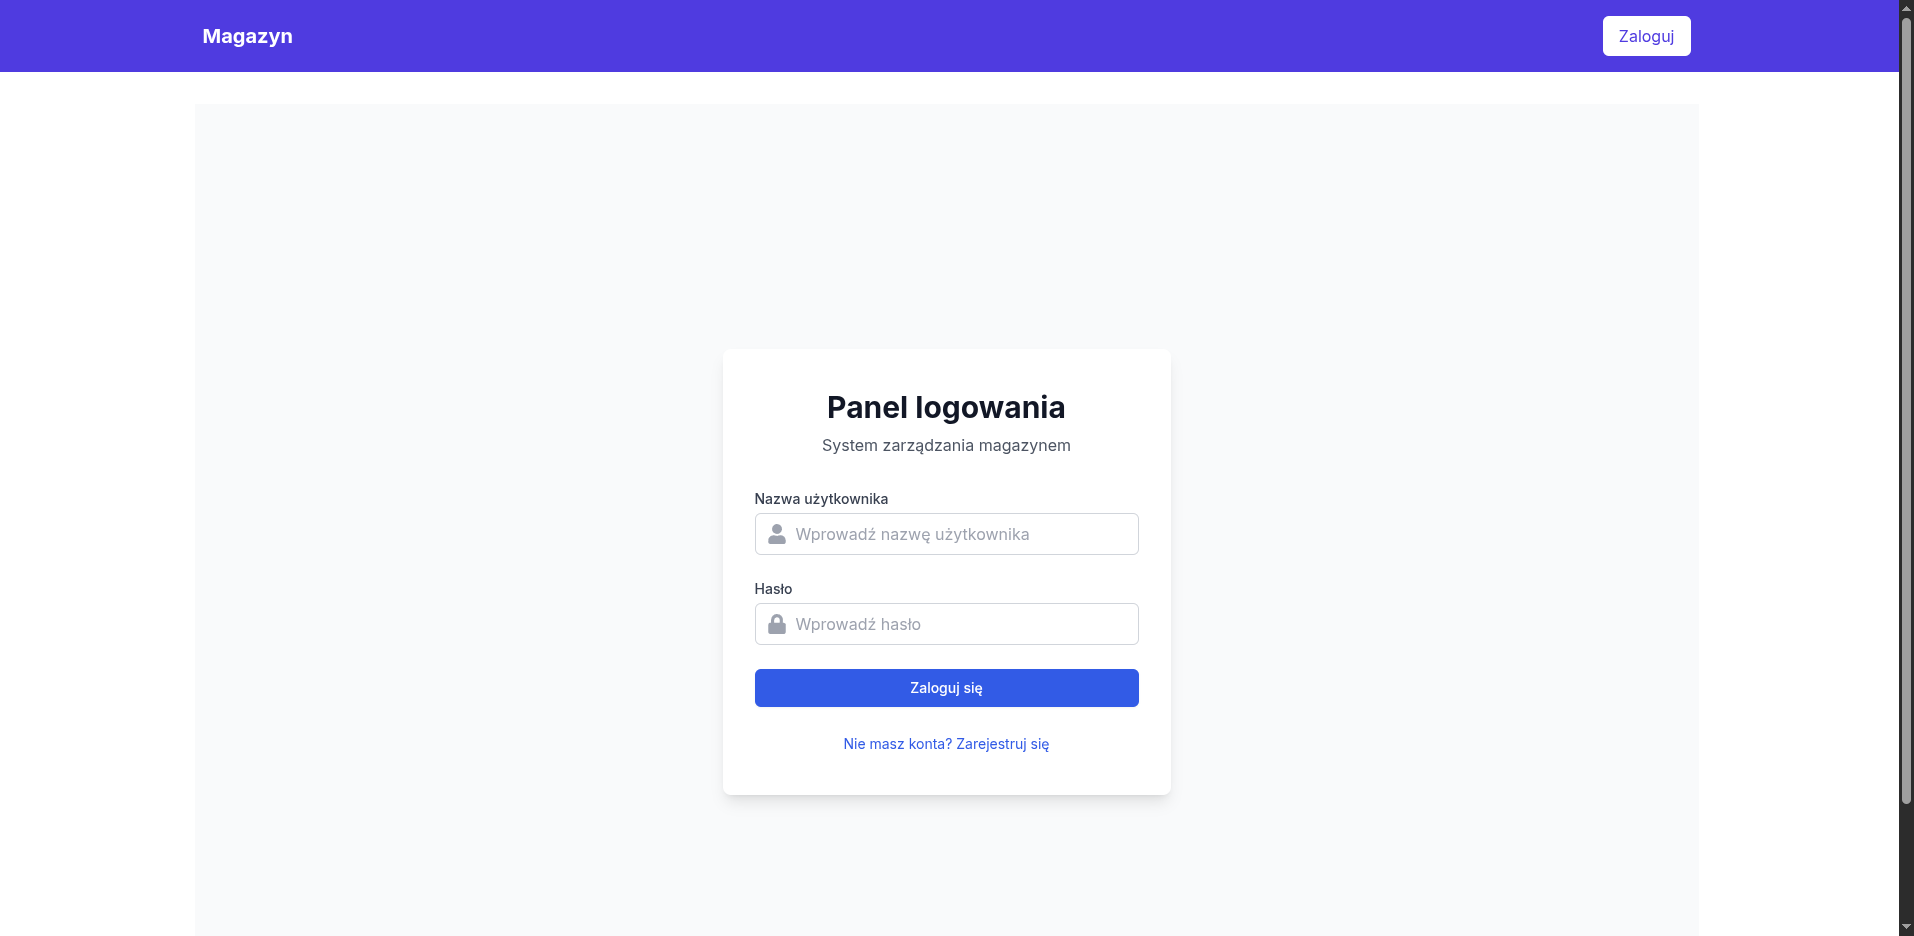 Magazyn
Zaloguj
Panel logowania
System zarządzania magazynem
Nazwa użytkownika
Wprowadź nazwę użytkownika
Hasło
Wprowadź hasło
Zaloguj się
Nie masz konta? Zarejestruj się